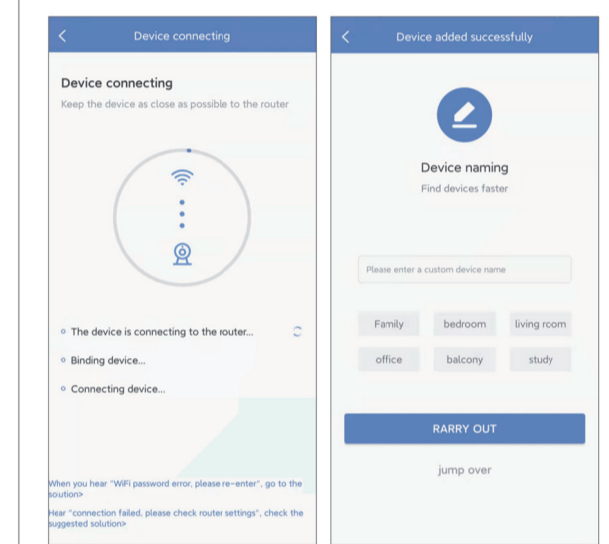 Device connecting
Device connecting
Keep the device as close as possible to the router
The device is connecting to the router...
Binding device...
Connecting device...
When you hear "WiFi password error, please re-enter", go to the
soution>
Hear "connection failed, please check router settings", check the
suggested solution>
Device added successfully
Device naming
Find devices faster
Please enter a custom device name
Family bedroom living room
office balcony study
RARRY OUT
jump over